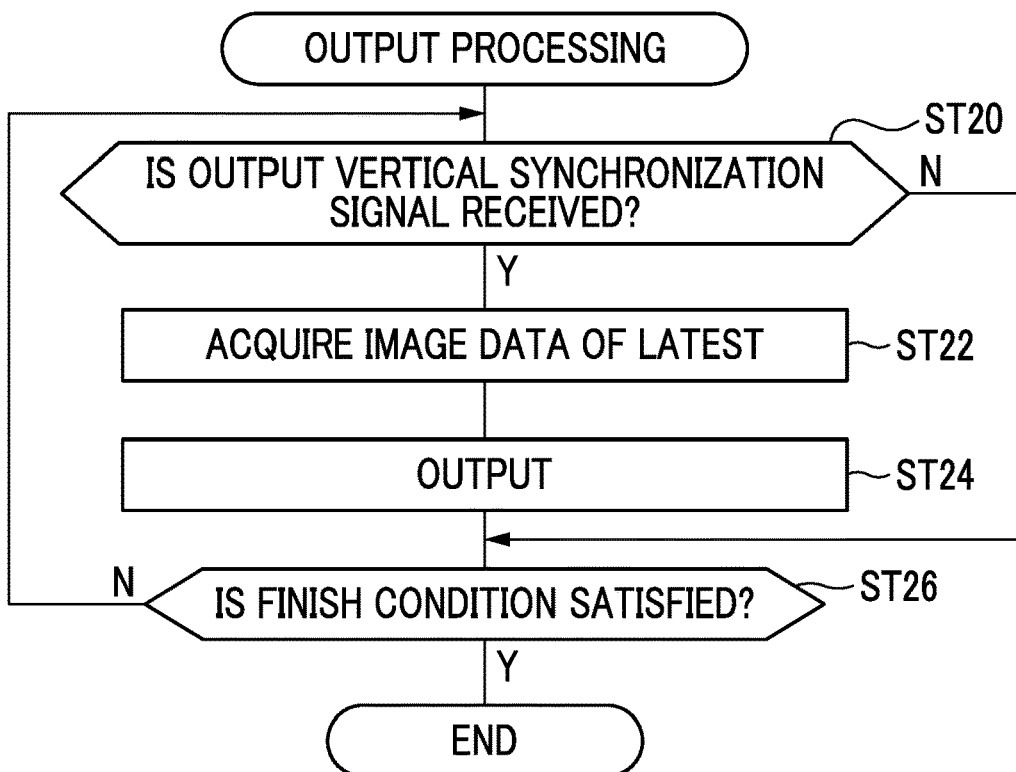 OUTPUT PROCESSING
ST20
IS OUTPUT VERTICAL SYNCHRONIZATION
SIGNAL RECEIVED?
N
Y
ACQUIRE IMAGE DATA OF LATEST
ST22
OUTPUT
ST24
N
IS FINISH CONDITION SATISFIED?
ST26
Y
END